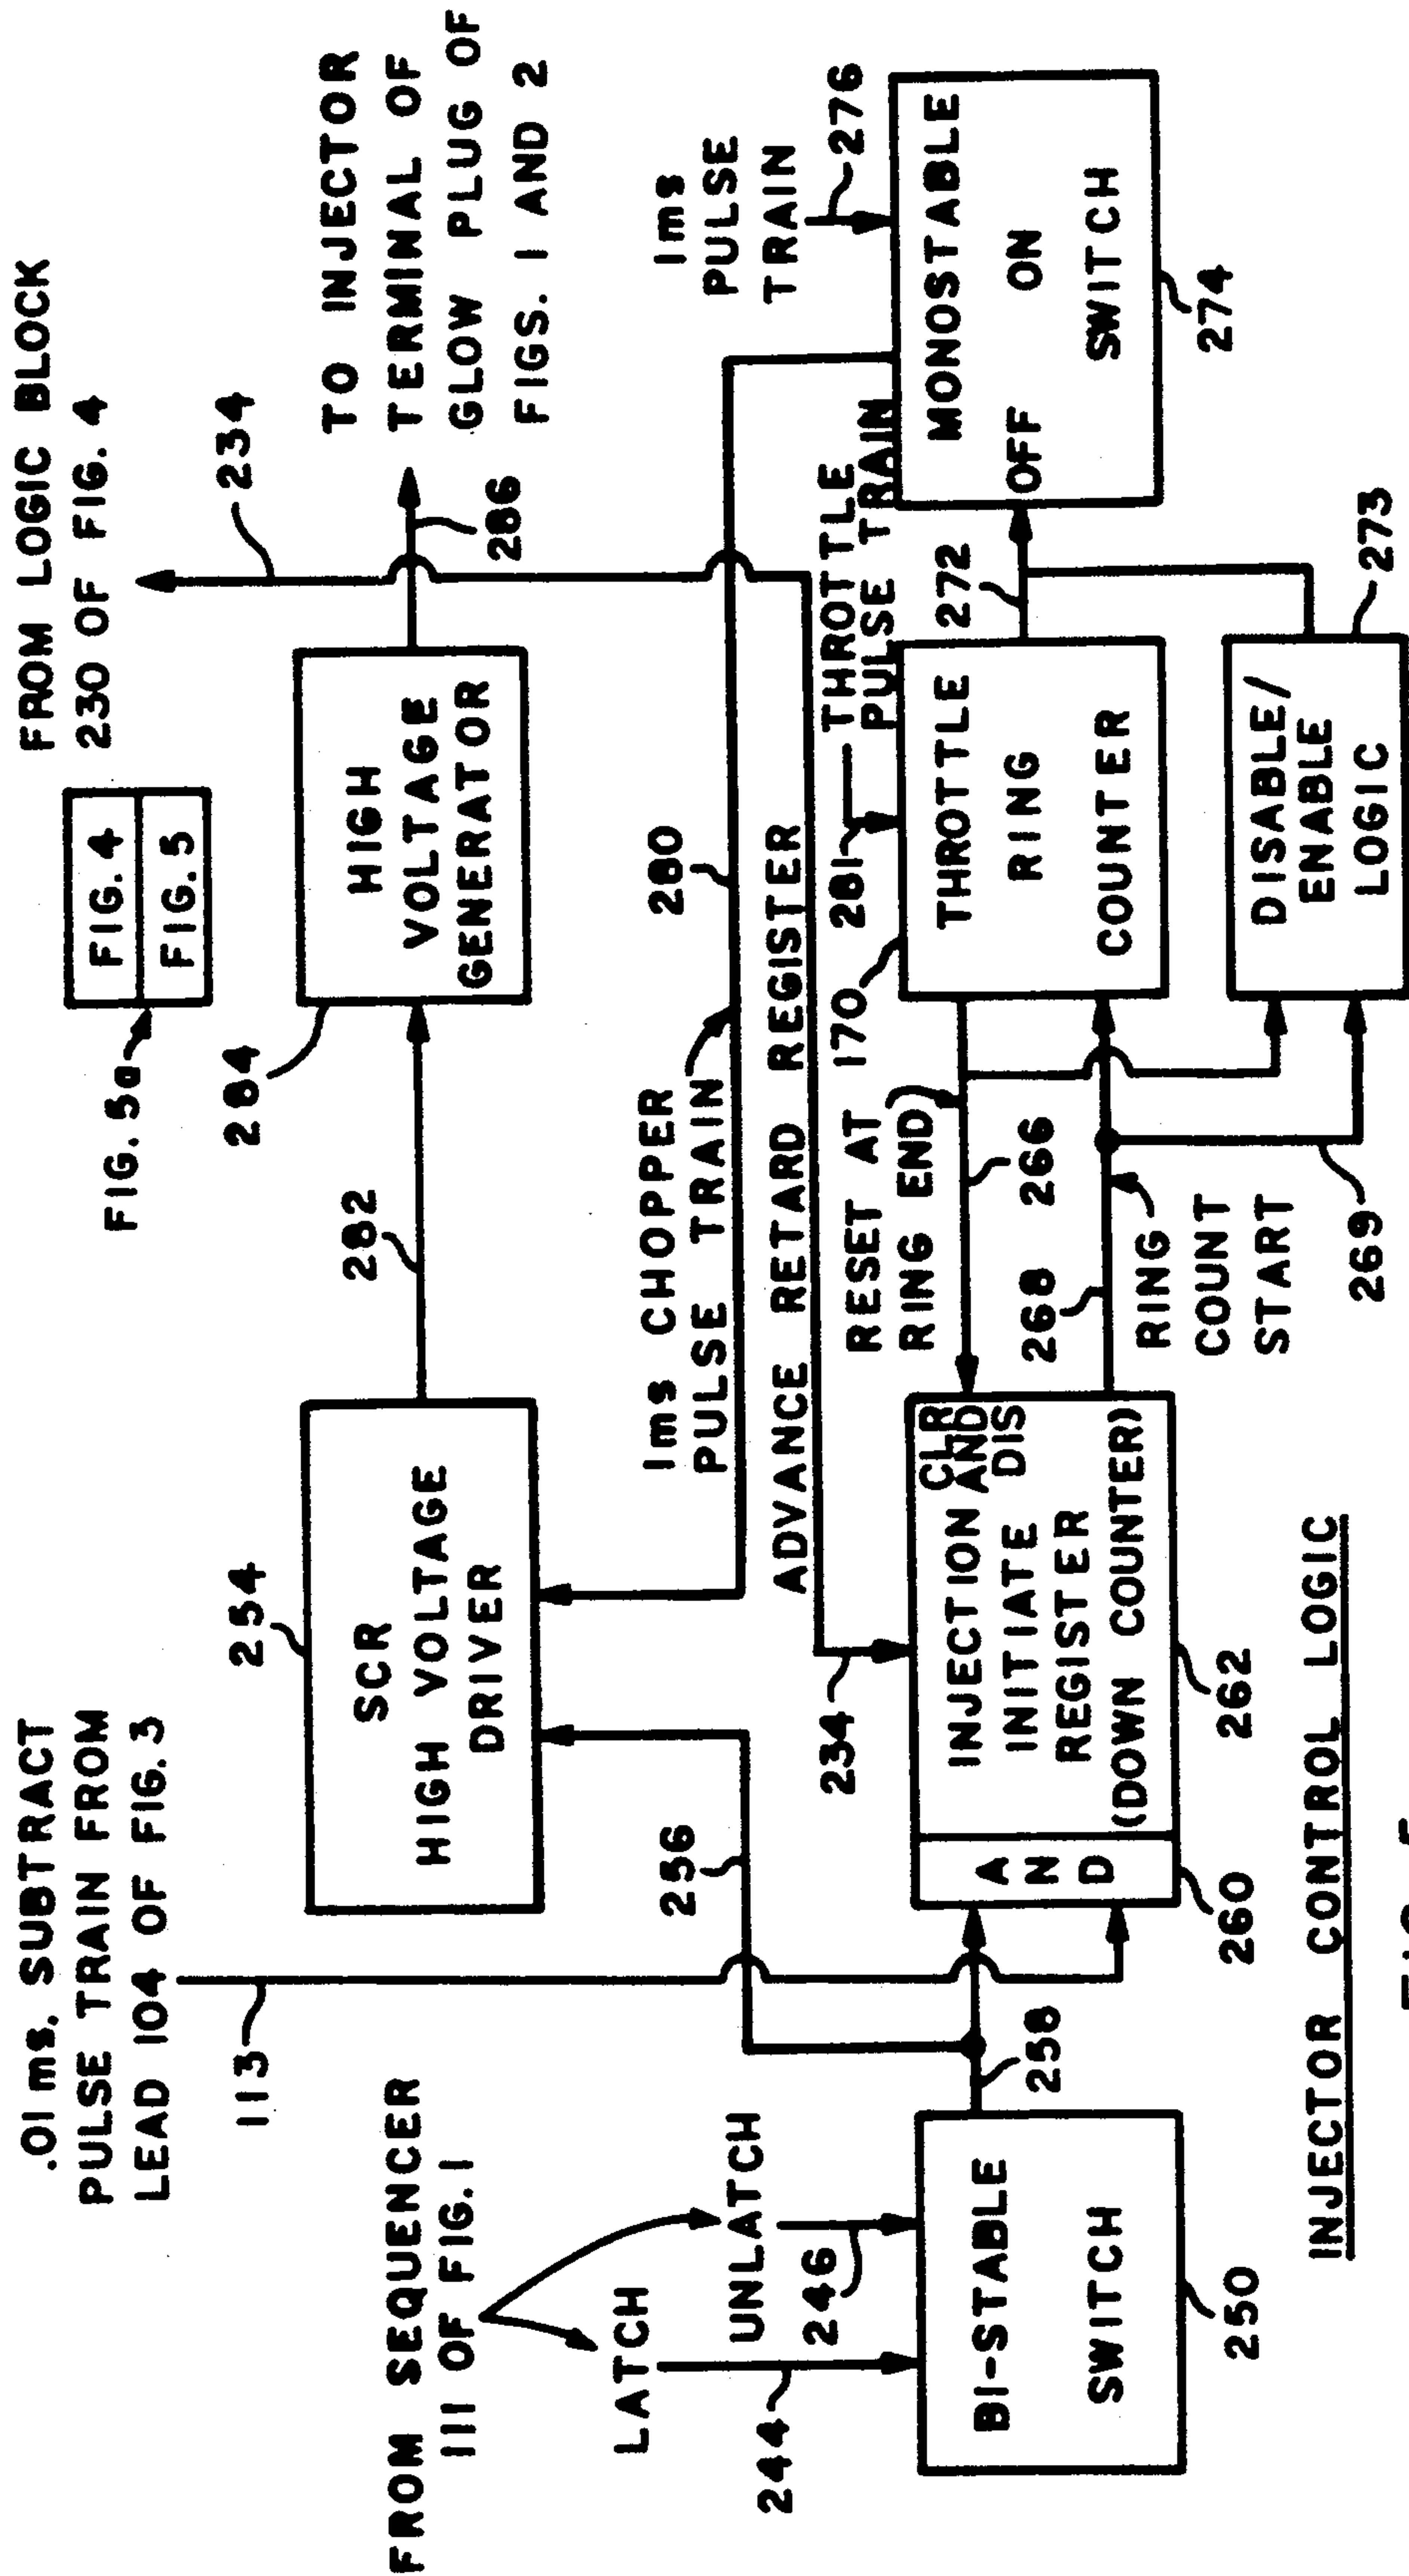 .01ms. SUBTRACT
PULSE TRAIN FROM
LEAD 104 OF FIG.3
113
FROM SEQUENCER
111 OF FIG.1
LATCH
UNLATCH
244
246
BI-STABLE
SWITCH
250
258
256
254
SCR
HIGH VOLTAGE
DRIVER
282
FIG. 5a
FIG. 4
FIG. 5
284
HIGH
VOLTAGE
GENERATOR
286
FROM LOGIC BLOCK
230 OF FIG. 4
234
TO INJECTOR
TERMINAL OF
GLOW PLUG OF
FIGS. 1 AND 2
1ms CHOPPER
PULSE TRAIN
280
ADVANCE RETARD REGISTER
234
AND
260
INJECTION
INITIATE
REGISTER
(DOWN COUNTER)
CLR
AND
DIS
262
RESET AT
RING END
266
268
RING
COUNT
START
269
170
281
THROTTLE
PULSE TRAIN
THROTTLE
RING
COUNTER
272
DISABLE/
ENABLE
LOGIC
273
1ms
PULSE
TRAIN
276
MONOSTABLE
OFF ON
SWITCH
274
INJECTOR CONTROL LOGIC